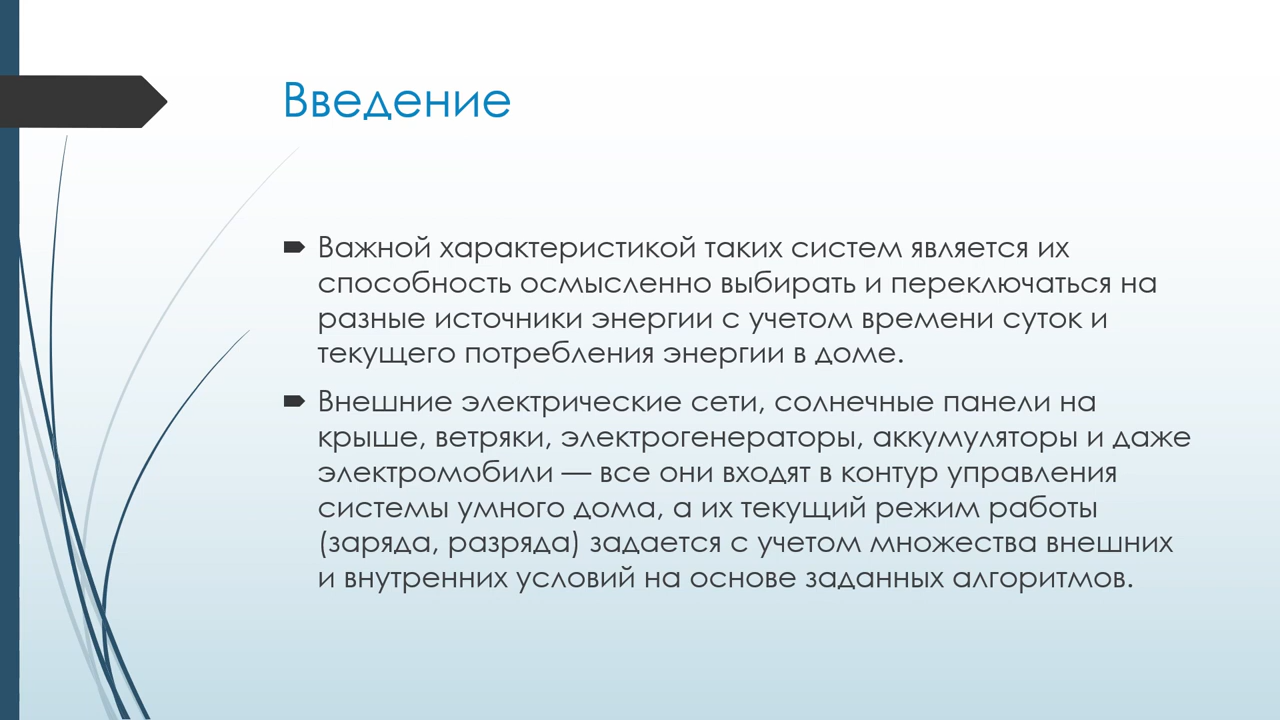 Введение
Важной характеристикой таких систем является их
способность осмысленно выбирать и переключаться на
разные источники энергии с учетом времени суток и
текущего потребления энергии в доме.
Внешние электрические сети, солнечные панели на
крыше, ветряки, электрогенераторы, аккумуляторы и даже
электромобили — все они входят в контур управления
системы умного дома, а их текущий режим работы
(заряда, разряда) задается с учетом множества внешних
и внутренних условий на основе заданных алгоритмов.